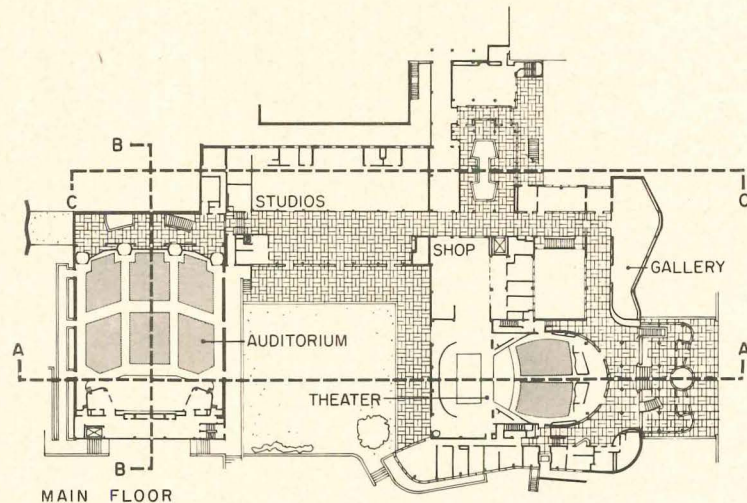 B
C
C
STUDIOS
SHOP
GALLERY
AUDITORIUM
A
A
THEATER
B
MAIN FLOOR